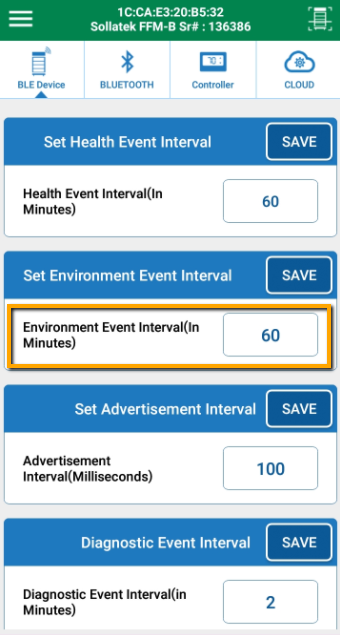 1C:CA:E3:20:B5:32
Sollatek FFM-B Sr# : 136386
BLE Device
BLUETOOTH
Controller
CLOUD
Set Health Event Interval
SAVE
Health Event Interval(In
Minutes)
60
Set Environment Event Interval
SAVE
Environment Event Interval(In
Minutes)
60
Set Advertisement Interval
SAVE
Advertisement
Interval(Milliseconds)
100
Diagnostic Event Interval
SAVE
Diagnostic Event Interval(in
Minutes)
2